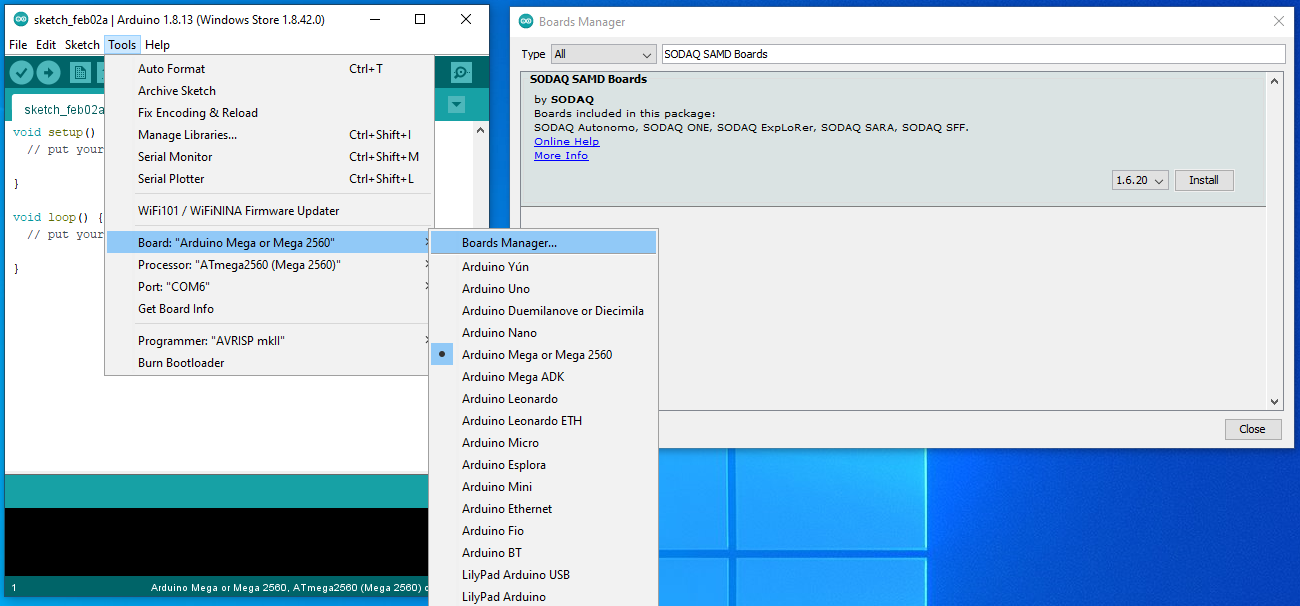 sketch_feb02a | Arduino 1.8.13 (Windows Store 1.8.42.0)
File Edit Sketch Tools Help
sketch_feb02a
void setup()
// put your
}
void loop() {
// put your
}
Auto Format Ctrl+T
Archive Sketch
Fix Encoding & Reload
Manage Libraries... Ctrl+Shift+I
Serial Monitor Ctrl+Shift+M
Serial Plotter Ctrl+Shift+L
WiFi101 / WiFiNINA Firmware Updater
Board: "Arduino Mega or Mega 2560"
Processor: "ATmega2560 (Mega 2560)"
Port: "COM6"
Get Board Info
Programmer: "AVRISP mkII"
Burn Bootloader
Boards Manager...
Arduino Yún
Arduino Uno
Arduino Duemilanove or Diecimila
Arduino Nano
Arduino Mega or Mega 2560
Arduino Mega ADK
Arduino Leonardo
Arduino Leonardo ETH
Arduino Micro
Arduino Esplora
Arduino Mini
Arduino Ethernet
Arduino Fio
Arduino BT
LilyPad Arduino USB
LilyPad Arduino
1 Arduino Mega or Mega 2560, ATmega2560 (Mega 2560) o
Boards Manager
Type All SODAQ SAMD Boards
SODAQ SAMD Boards
by SODAQ
Boards included in this package:
SODAQ Autonomo, SODAQ ONE, SODAQ ExpLoRer, SODAQ SARA, SODAQ SFF.
Online Help
More Info
1.6.20 Install
Close